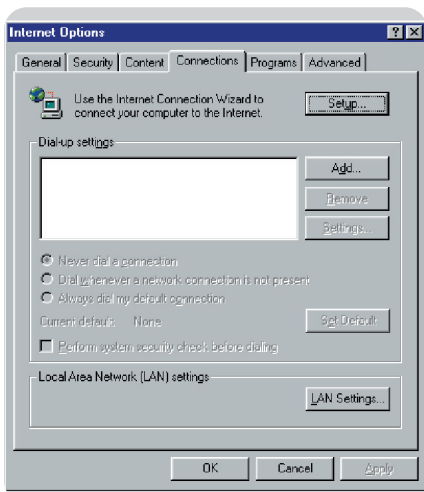 Internet Options
General Security Content Connections Programs Advanced
Use the Internet Connection Wizard to
connect your computer to the Internet.
Setup...
Dial-up settings
Add...
Remove
Settings...
Never dial a connection
Dial whenever a network connection is not present
Always dial my default connection
Current default: None
Set Default
Perform system security check before dialing
Local Area Network (LAN) settings
LAN Settings...
OK Cancel Apply